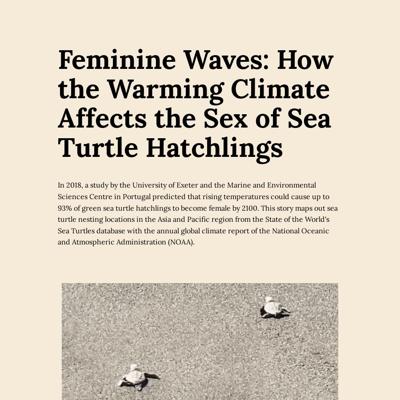 Feminine Waves: How
the Warming Climate
Affects the Sex of Sea
Turtle Hatchlings
In 2018, a study by the University of Exeter and the Marine and Environmental
Sciences Centre in Portugal predicted that rising temperatures could cause up to
93% of green sea turtle hatchlings to become female by 2100. This story maps out sea
turtle nesting locations in the Asia and Pacific region from the State of the World's
Sea Turtles database with the annual global climate report of the National Oceanic
and Atmospheric Administration (NOAA).